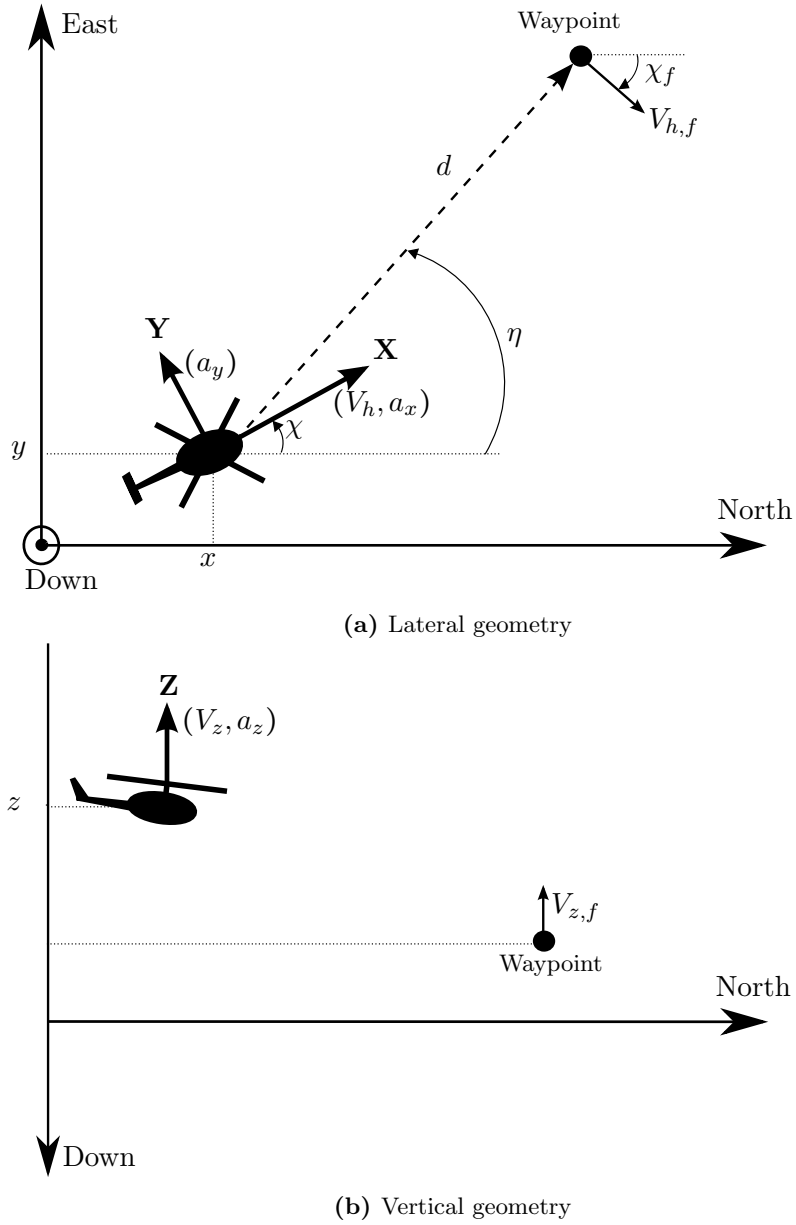 East
Waypoint
χ_f
V_{h,f}
d
η
Y
(a_y)
X
(V_h, a_x)
χ
y
North
x
Down
(a) Lateral geometry
Z
(V_z, a_z)
z
V_{z,f}
Waypoint
North
Down
(b) Vertical geometry